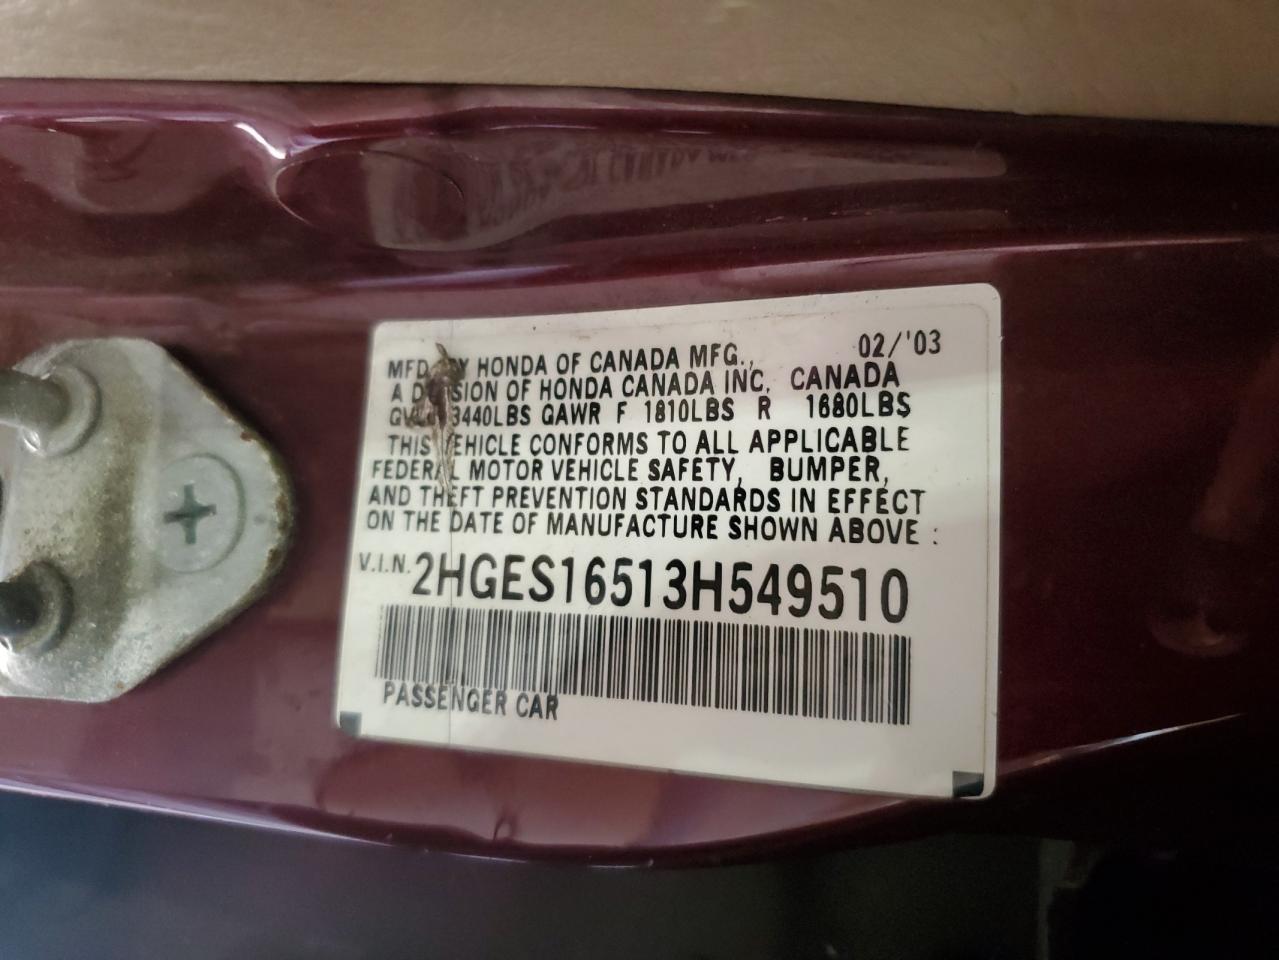 02/'03
MFD BY HONDA OF CANADA MFG.,
A DIVISION OF HONDA CANADA INC, CANADA
3440LBS GAWR F 1810LBS R 1680LBS
THIS VEHICLE CONFORMS TO ALL APPLICABLE
FEDERAL MOTOR VEHICLE SAFETY, BUMPER,
AND THEFT PREVENTION STANDARDS IN EFFECT
ON THE DATE OF MANUFACTURE SHOWN ABOVE :
V.I.N. 2HGES16513H549510
PASSENGER CAR